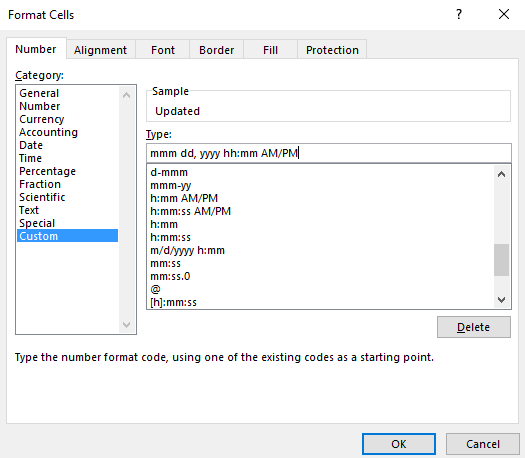 Format Cells
?
Number
Alignment
Font
Border
Fill
Protection
Category:
General
Number
Currency
Accounting
Date
Time
Percentage
Fraction
Scientific
Text
Special
Custom
Sample
Updated
Type:
mmm dd, yyyy hh:mm AM/PM
d-mmm
mmm-yy
h:mm AM/PM
h:mm:ss AM/PM
h:mm
h:mm:ss
m/d/yyyy h:mm
mm:ss
mm:ss.0
@
[h]:mm:ss
Delete
Type the number format code, using one of the existing codes as a starting point.
OK
Cancel